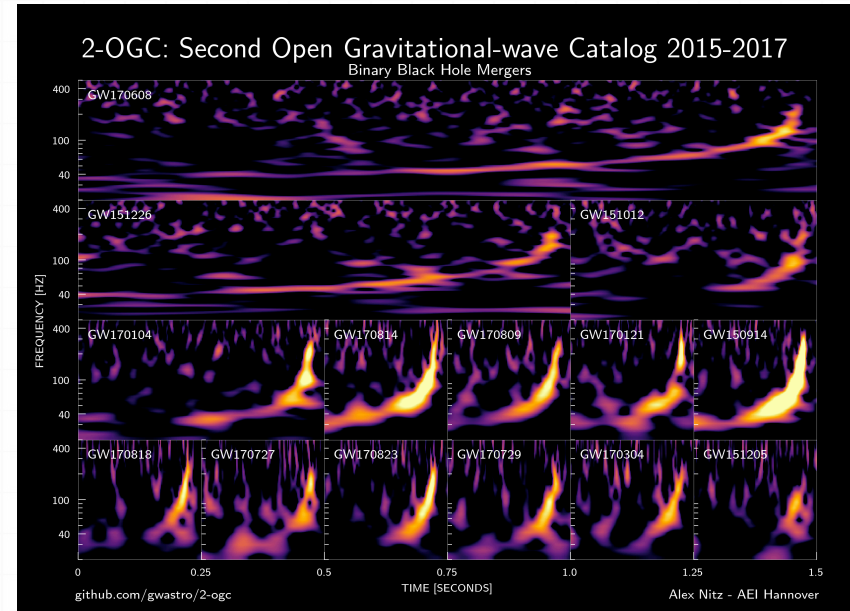 2-OGC: Second Open Gravitational-wave Catalog 2015-2017
Binary Black Hole Mergers
FREQUENCY [HZ]
400
100
40
GW170608
400
100
40
GW151226
GW151012
400
100
40
GW170104
GW170814
GW170809
GW170121
GW150914
400
100
40
GW170818
GW170727
GW170823
GW170729
GW170304
GW151205
0
0.25
0.5
0.75
1.0
1.25
1.5
TIME [SECONDS]
github.com/gwastro/2-ogc
Alex Nitz - AEI Hannover